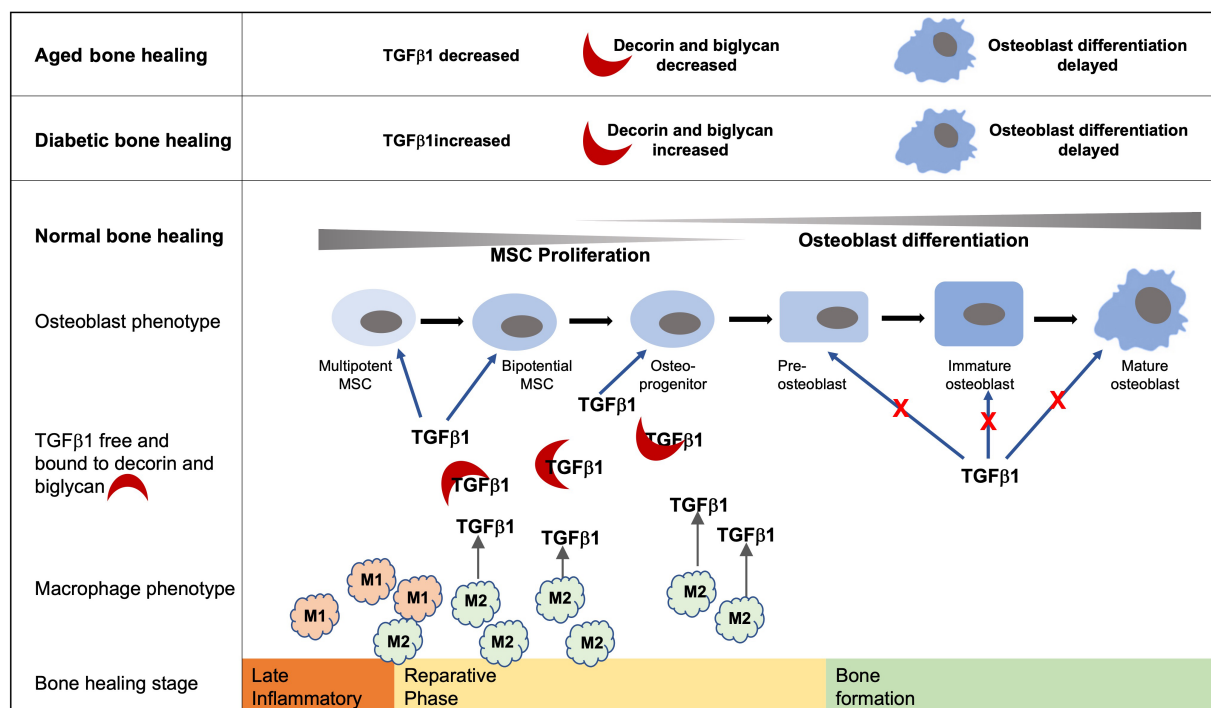 Aged bone healing
TGFβ1 decreased
Decorin and biglycan
decreased
Osteoblast differentiation
delayed
Diabetic bone healing
TGFβ1increased
Decorin and biglycan
increased
Osteoblast differentiation
delayed
Normal bone healing
MSC Proliferation
Osteoblast differentiation
Osteoblast phenotype
Multipotent
MSC
Bipotential
MSC
Osteo-
progenitor
Pre-
osteoblast
Immature
osteoblast
Mature
osteoblast
TGFβ1
TGFβ1
X
X
X
TGFβ1
TGFβ1 free and
bound to decorin and
biglycan
TGFβ1
TGFβ1
TGFβ1
TGFβ1
TGFβ1
TGFβ1
TGFβ1
Macrophage phenotype
M1
M1
M1
M2
M2
M2
M2
M2
M2
M2
Bone healing stage
Late
Inflammatory
Reparative
Phase
Bone
formation